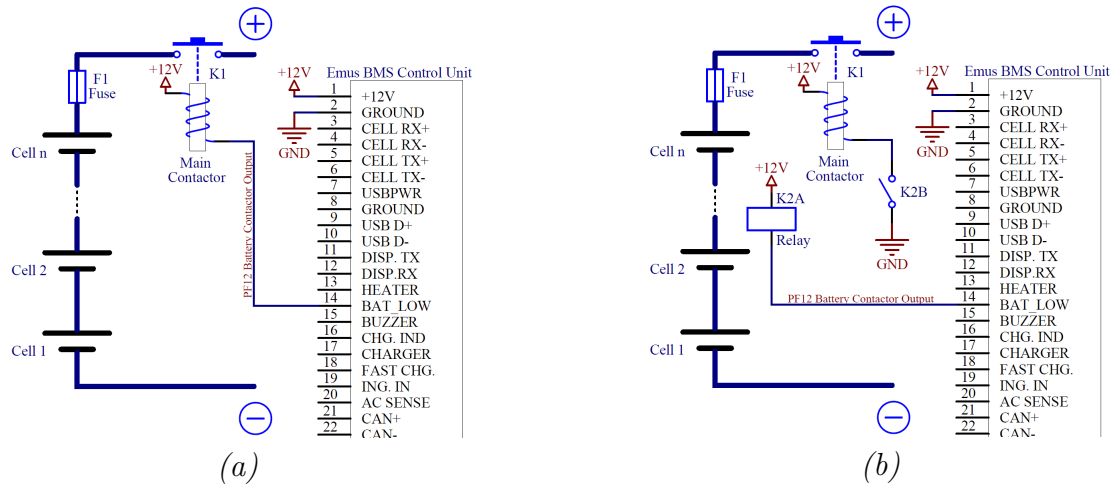 +12V
F1
Fuse
K1
+12V
Emus BMS Control Unit
1 +12V
2 GROUND
3 CELL RX+
4 CELL RX-
5 CELL TX+
6 CELL TX-
7 USBPWR
8 GROUND
9 USB D+
10 USB D-
11 DISP. TX
12 DISP.RX
13 HEATER
14 BAT_LOW
15 BUZZER
16 CHG. IND
17 CHARGER
18 FAST CHG.
19 ING. IN
20 AC SENSE
21 CAN+
22 CAN-
GND
Cell n
Main
Contactor
PF12 Battery Contactor Output
Cell 2
Cell 1
(a)
+12V
F1
Fuse
K1
+12V
Emus BMS Control Unit
1 +12V
2 GROUND
3 CELL RX+
4 CELL RX-
5 CELL TX+
6 CELL TX-
7 USBPWR
8 GROUND
9 USB D+
10 USB D-
11 DISP. TX
12 DISP.RX
13 HEATER
14 BAT_LOW
15 BUZZER
16 CHG. IND
17 CHARGER
18 FAST CHG.
19 ING. IN
20 AC SENSE
21 CAN+
22 CAN-
GND
Cell n
Main
Contactor
+12V
K2A
Relay
K2B
GND
PF12 Battery Contactor Output
Cell 2
Cell 1
(b)